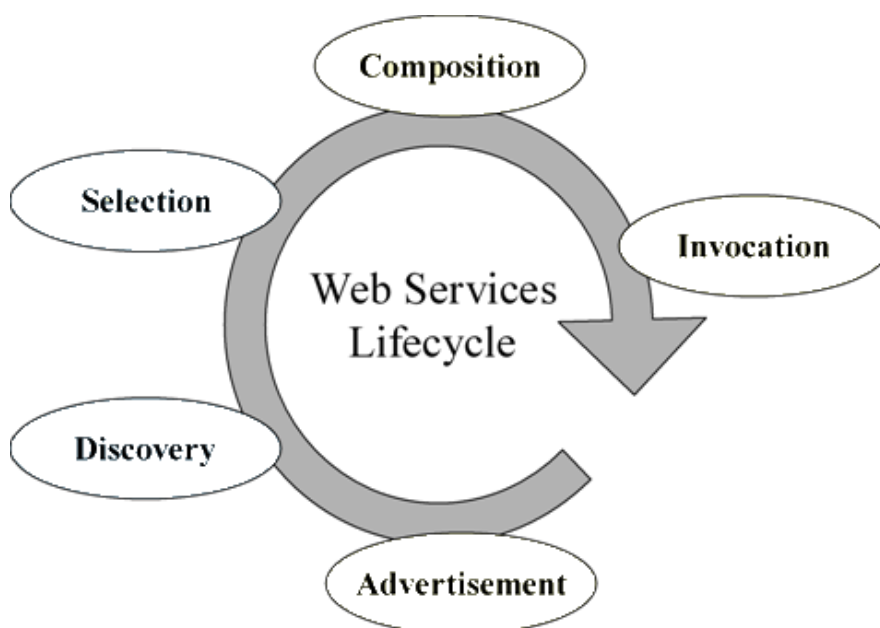 Composition
Selection
Invocation
Web Services
Lifecycle
Discovery
Advertisement